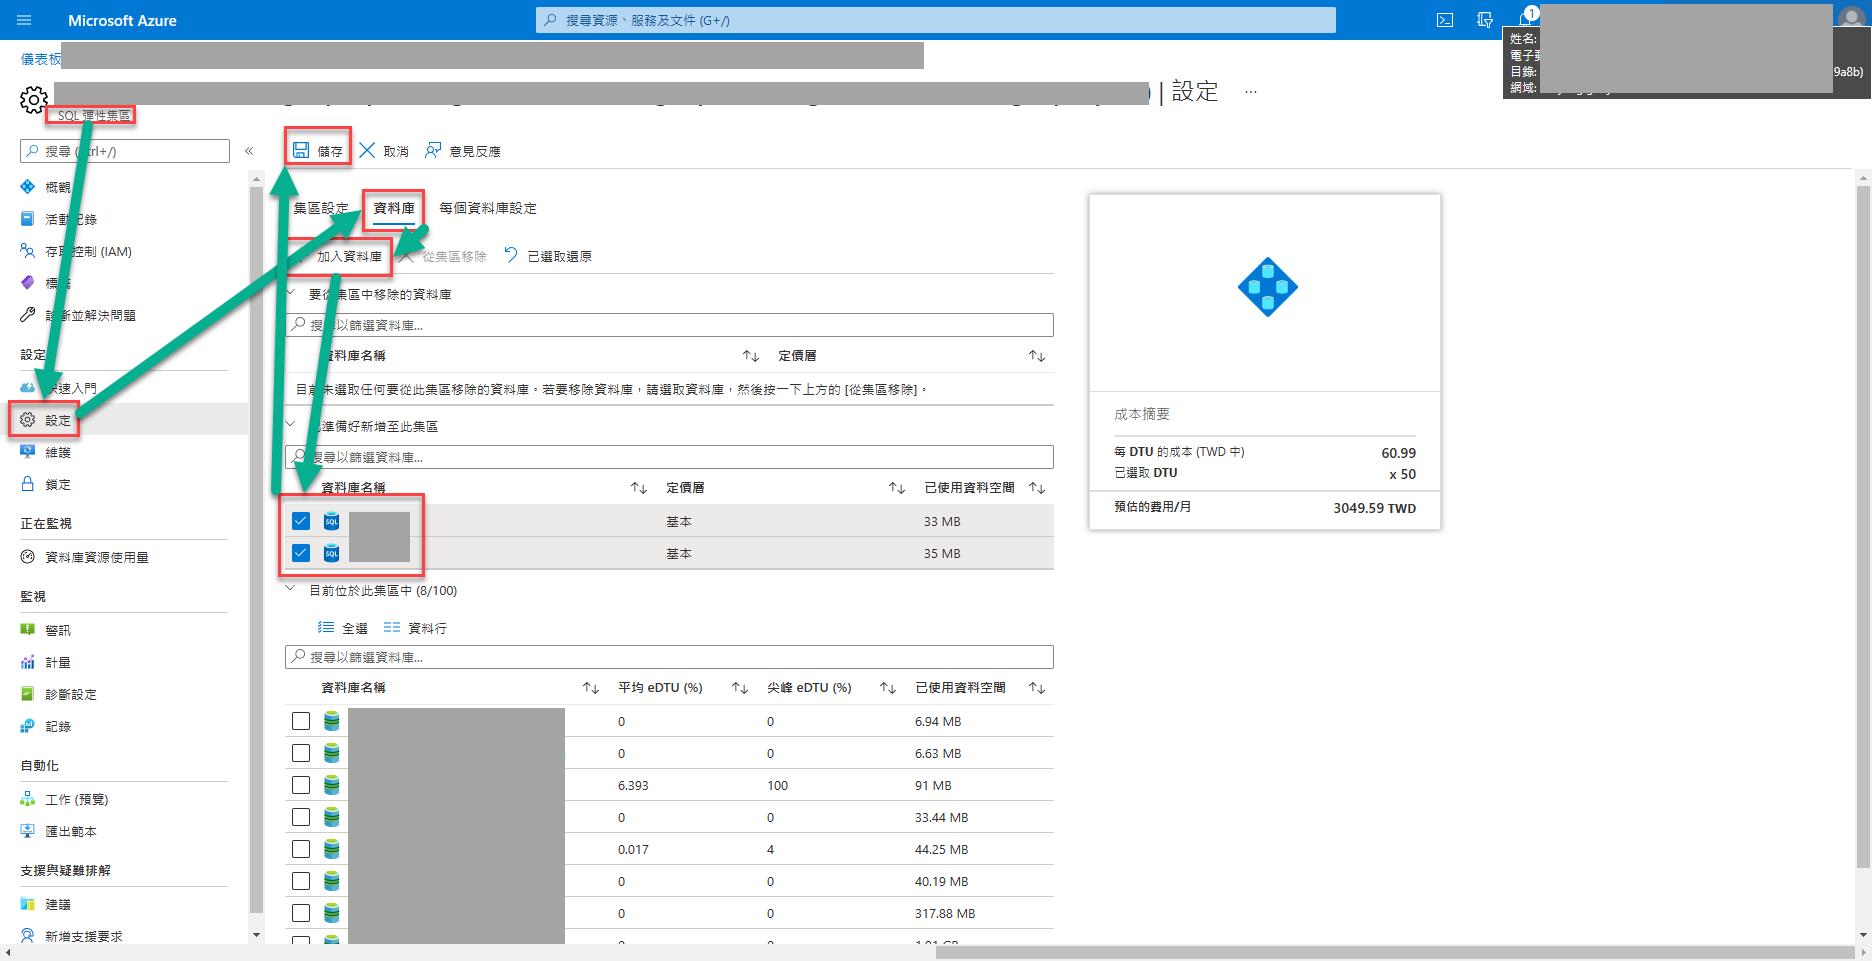 Microsoft Azure
搜尋資源、服務及文件 (G+/)
1
姓名:
電子
目錄:
9a8b)
網域:
儀表板
| 設定 ...
SQL 彈性集區
搜尋 (Ctrl+/)
«
概觀
活動記錄
存取控制 (IAM)
標籤
診斷並解決問題
設定
快速入門
設定
維護
鎖定
正在監視
資料庫資源使用量
監視
警訊
計量
診斷設定
記錄
自動化
工作 (預覽)
匯出範本
支援與疑難排解
建議
新增支援要求
儲存 取消 意見反應
集區設定 資料庫 每個資料庫設定
加入資料庫 從集區移除 已選取還原
要從集區中移除的資料庫
搜尋以篩選資料庫...
資料庫名稱 定價層
目前未選取任何要從此集區移除的資料庫。若要移除資料庫，請選取資料庫，然後按一下上方的 [從集區移除]。
已準備好新增至此集區
搜尋以篩選資料庫...
資料庫名稱 定價層 已使用資料空間
SQL 基本 33 MB
SQL 基本 35 MB
目前位於此集區中 (8/100)
全選 資料行
搜尋以篩選資料庫...
資料庫名稱 平均 eDTU (%) 尖峰 eDTU (%) 已使用資料空間
0 0 6.94 MB
0 0 6.63 MB
6.393 100 91 MB
0 0 33.44 MB
0.017 4 44.25 MB
0 0 40.19 MB
0 0 317.88 MB
成本摘要
每 DTU 的成本 (TWD 中) 60.99
已選取 DTU x 50
預估的費用/月 3049.59 TWD